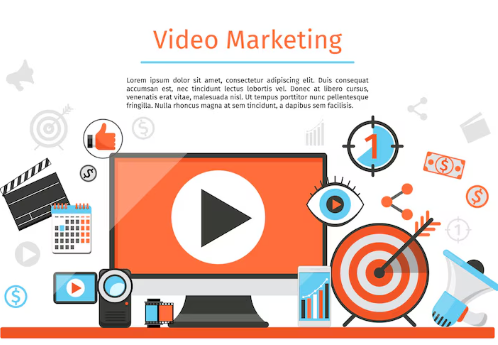 Video Marketing
Lorem ipsum dolor sit amet, consectetur adipiscing elit. Duis consequat
accumsan est, nec tincidunt lectus lobortis vel. Donec at libero cursus,
venenatis erat vitae, malesuada nisl. Ut tempus porttitor nunc pellentesque
fringilla. Nulla rhoncus magna at sem tincidunt, a dapibus sem facilisis.
$
1
$
$
$
1
$